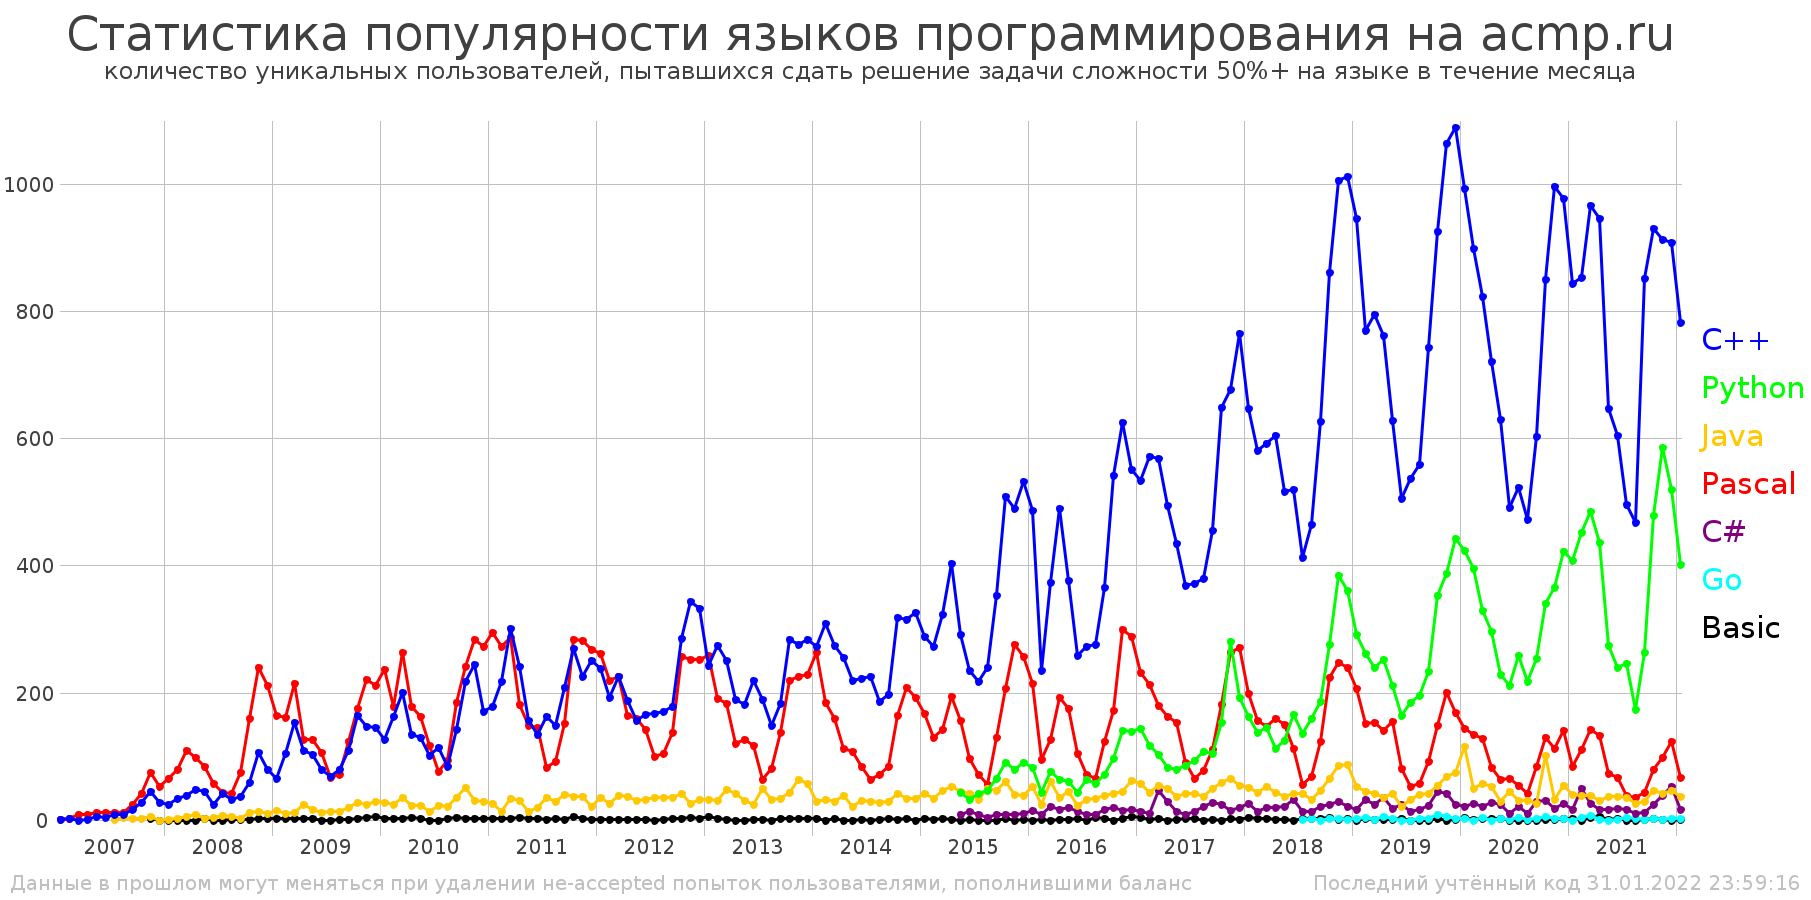 Статистика популярности языков программирования на acmp.ru
количество уникальных пользователей, пытавшихся сдать решение задачи сложности 50%+ на языке в течение месяца
1000
800
600
400
200
0
C++
Python
Java
Pascal
C#
Go
Basic
2007 2008 2009 2010 2011 2012 2013 2014 2015 2016 2017 2018 2019 2020 2021
Данные в прошлом могут меняться при удалении не-accepted попыток пользователями, пополнившими баланс
Последний учтённый код 31.01.2022 23:59:16